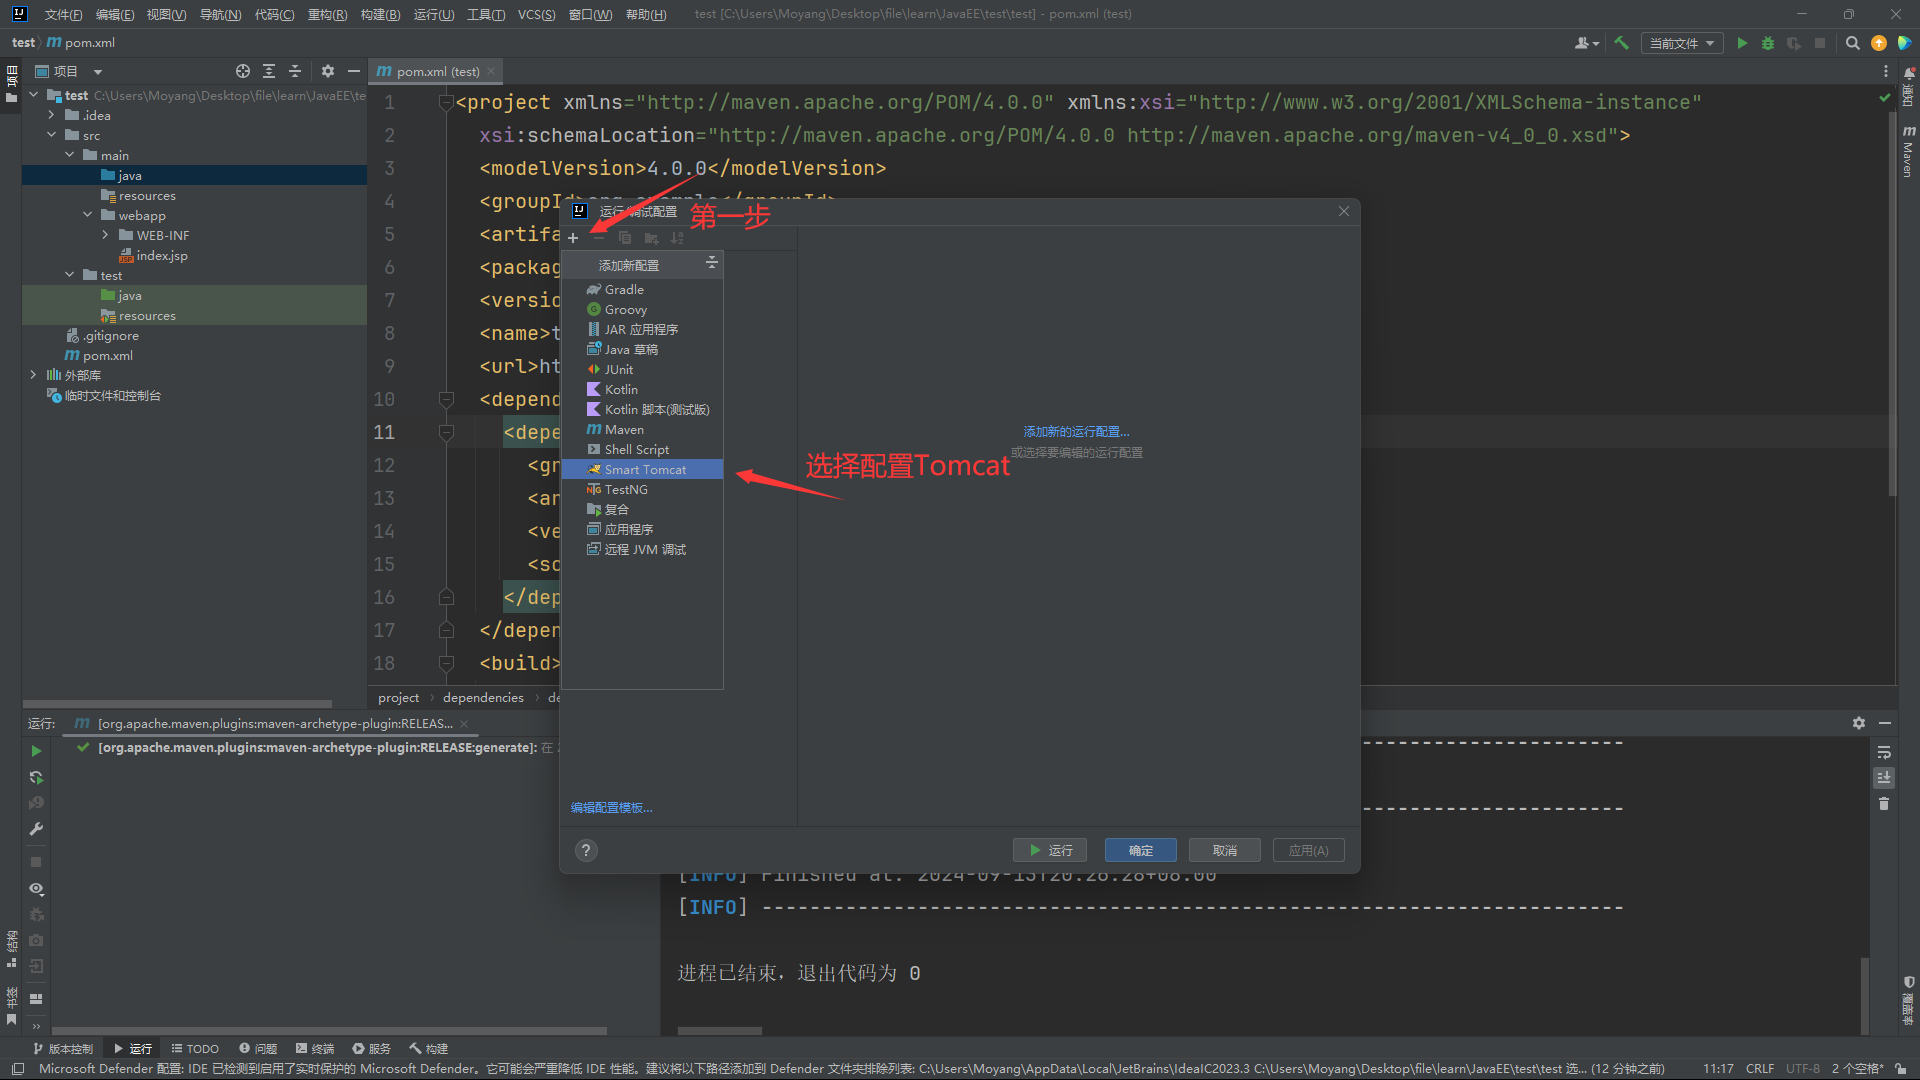 文件(F) 编辑(E) 视图(V) 导航(N) 代码(C) 重构(R) 构建(B) 运行(U) 工具(T) VCS(S) 窗口(W) 帮助(H) test [C:\Users\Moyang\Desktop\file\learn\JavaEE\test\test] - pom.xml (test)
test pom.xml
当前文件
项目
pom.xml (test)
test C:\Users\Moyang\Desktop\file\learn\JavaEE\te
.idea
src
main
java
resources
webapp
WEB-INF
index.jsp
test
java
resources
.gitignore
pom.xml
外部库
临时文件和控制台
1 <project xmlns="http://maven.apache.org/POM/4.0.0" xmlns:xsi="http://www.w3.org/2001/XMLSchema-instance"
2 xsi:schemaLocation="http://maven.apache.org/POM/4.0.0 http://maven.apache.org/maven-v4_0_0.xsd">
3 <modelVersion>4.0.0</modelVersion>
4 <groupId>
5 <artifa
6 <packag
7 <versio
8 <name>t
9 <url>ht
10 <depend
11 <depe
12 <gr
13 <ar
14 <ve
15 <sc
16 </dep
17 </depen
18 <build>
project dependencies de
运行/调试配置
第一步
添加新配置
Gradle
Groovy
JAR 应用程序
Java 草稿
JUnit
Kotlin
Kotlin 脚本(测试版)
Maven
Shell Script
Smart Tomcat
TestNG
复合
应用程序
远程 JVM 调试
选择配置Tomcat
添加新的运行配置...
或选择要编辑的运行配置
编辑配置模板...
?
运行 确定 取消 应用(A)
运行: [org.apache.maven.plugins:maven-archetype-plugin:RELEAS...
[org.apache.maven.plugins:maven-archetype-plugin:RELEASE:generate]: 在
[INFO] Finished at: 2024-09-13T20:28:28+08:00
[INFO] ------------------------------------------------------------------------
进程已结束，退出代码为 0
项目
结构
书签
通知
Maven
覆盖率
版本控制 运行 TODO 问题 终端 服务 构建
Microsoft Defender 配置: IDE 已检测到启用了实时保护的 Microsoft Defender。它可能会严重降低 IDE 性能。建议将以下路径添加到 Defender 文件夹排除列表: C:\Users\Moyang\AppData\Local\JetBrains\IdeaIC2023.3 C:\Users\Moyang\Desktop\file\learn\JavaEE\test\test 选... (12 分钟之前) 11:17 CRLF UTF-8 2 个空格*